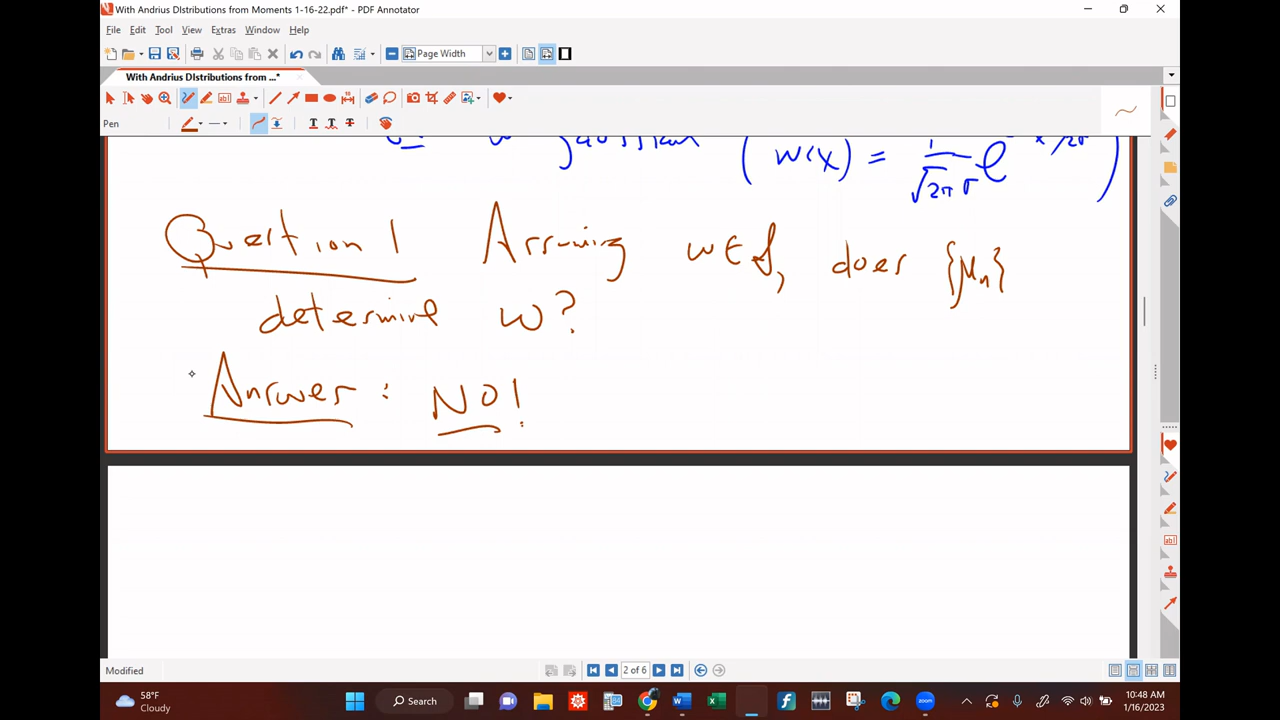 With Andrius DIstributions from Moments 1-16-22.pdf* - PDF Annotator
File Edit Tool View Extras Window Help
Page Width
With Andrius DIstributions from ...*
Pen
gaussian ( w(x) = 1/√2π σ e )
Question 1 Assuming w∈S, does {μn}
determine w?
Answer: NO!
Modified
2 of 6
58°F
Cloudy
Search
zoom
10:48 AM
1/16/2023